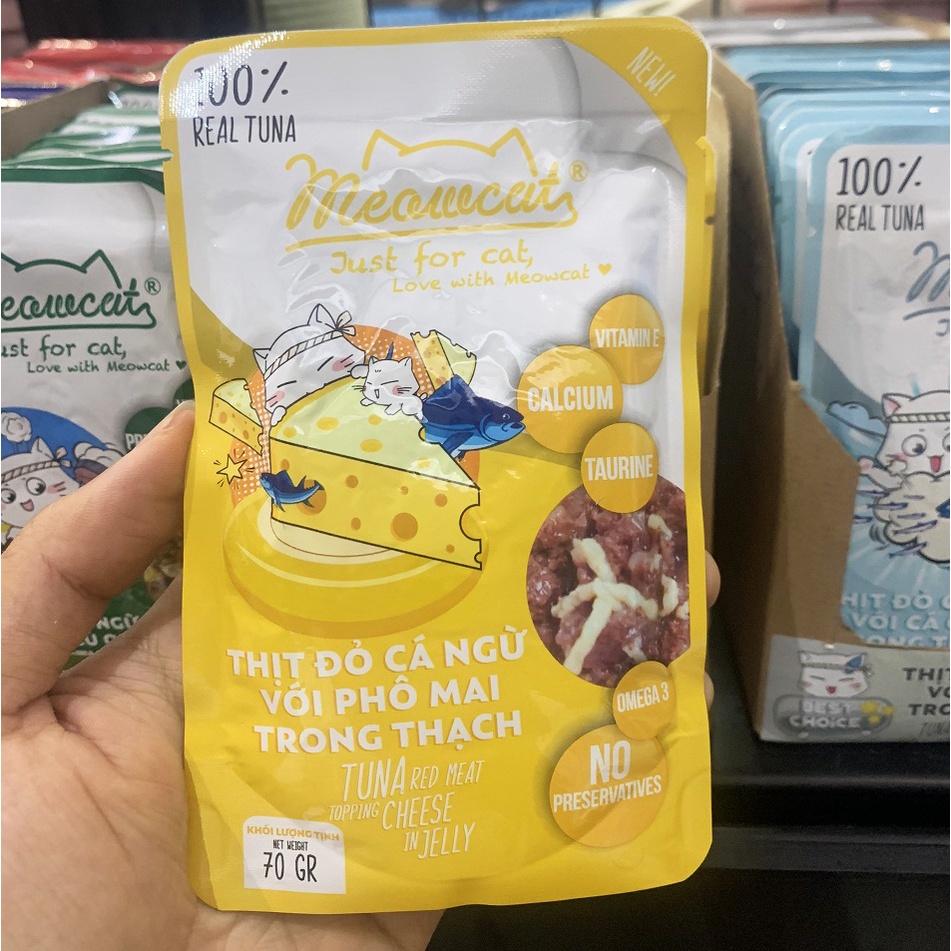 100%
REAL TUNA
NEW!
Meowcat®
Just for cat,
Love with Meowcat ♥
VITAMIN E
CALCIUM
TAURINE
THỊT ĐỎ CÁ NGỪ
VỚI PHÔ MAI
TRONG THẠCH
TUNA RED MEAT
TOPPING CHEESE
IN JELLY
OMEGA 3
NO
PRESERVATIVES
KHỐI LƯỢNG TỊNH
NET WEIGHT
70 GR
eowcat®
ust for cat,
Love with Meowcat ♥
100%
REAL TUNA
THỊT ĐỎ
VỚI CÁ
BEST
CHOICE